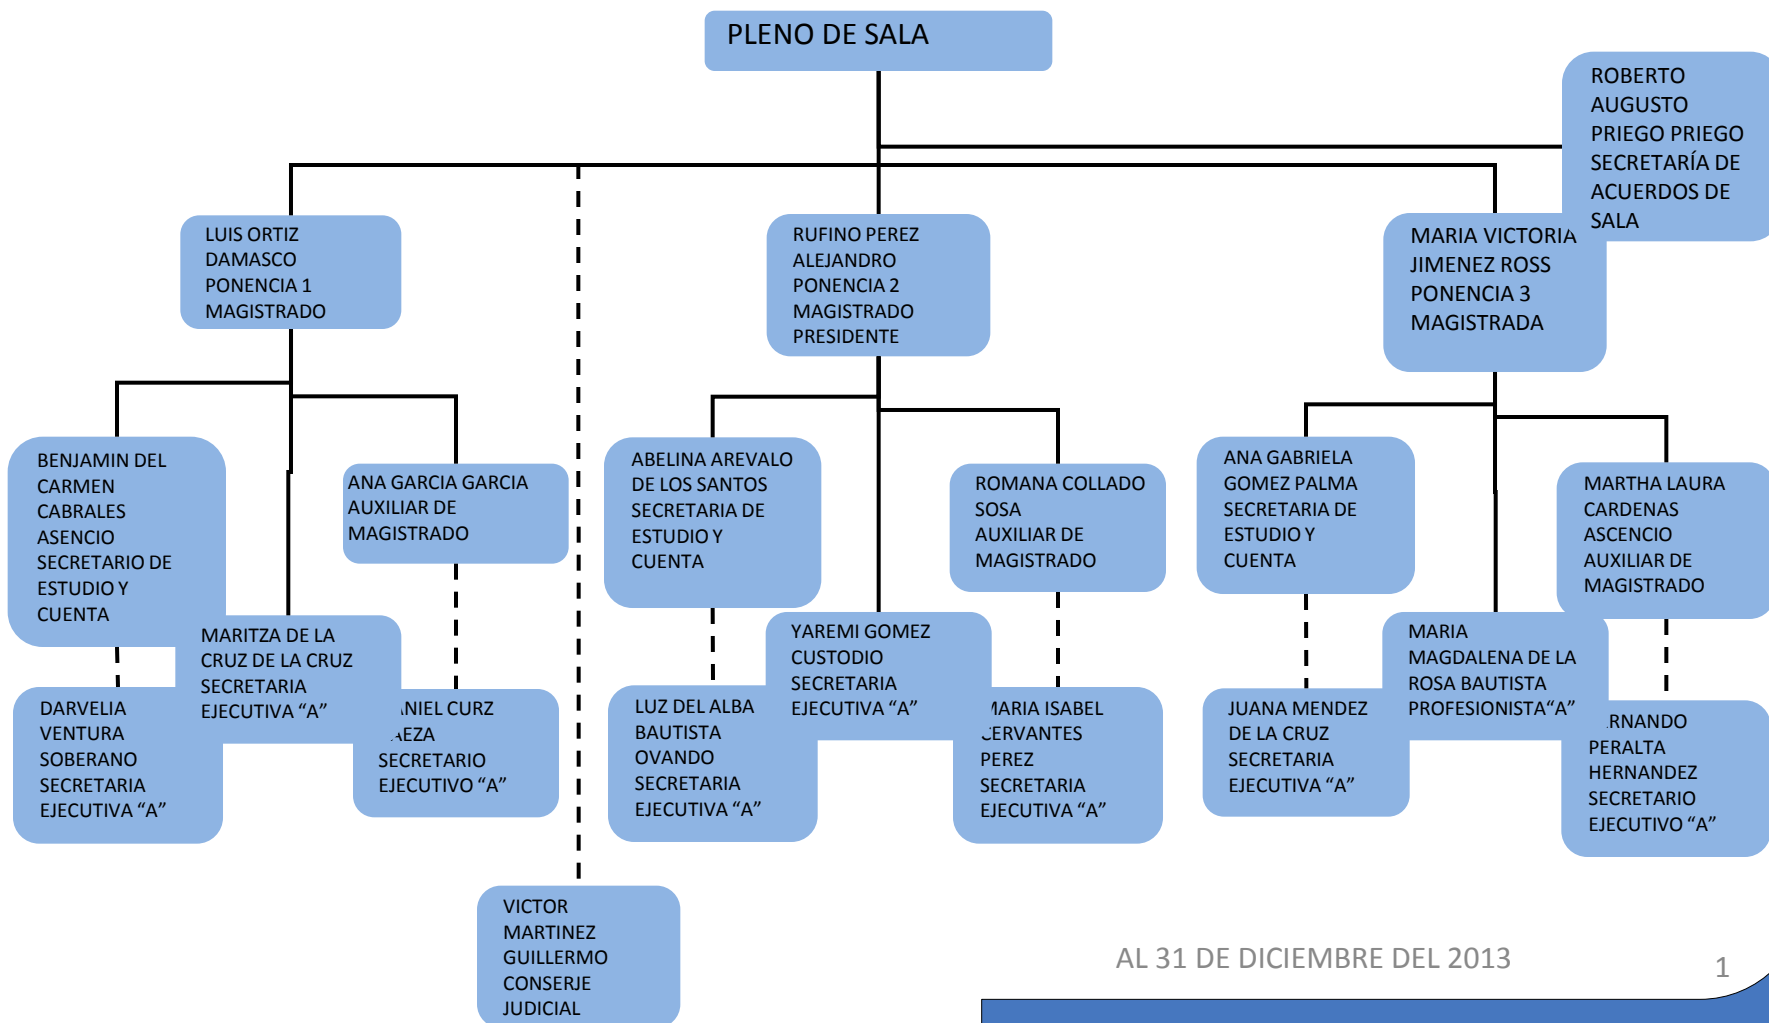 PLENO DE SALA
ROBERTO
AUGUSTO
PRIEGO PRIEGO
SECRETARÍA DE
ACUERDOS DE
SALA
LUIS ORTIZ
DAMASCO
PONENCIA 1
MAGISTRADO
RUFINO PEREZ
ALEJANDRO
PONENCIA 2
MAGISTRADO
PRESIDENTE
MARIA VICTORIA
JIMENEZ ROSS
PONENCIA 3
MAGISTRADA
BENJAMIN DEL
CARMEN
CABRALES
ASENCIO
SECRETARIO DE
ESTUDIO Y
CUENTA
ANA GARCIA GARCIA
AUXILIAR DE
MAGISTRADO
ABELINA AREVALO
DE LOS SANTOS
SECRETARIA DE
ESTUDIO Y
CUENTA
ROMANA COLLADO
SOSA
AUXILIAR DE
MAGISTRADO
ANA GABRIELA
GOMEZ PALMA
SECRETARIA DE
ESTUDIO Y
CUENTA
MARTHA LAURA
CARDENAS
ASCENCIO
AUXILIAR DE
MAGISTRADO
MARITZA DE LA
CRUZ DE LA CRUZ
SECRETARIA
EJECUTIVA “A”
YAREMI GOMEZ
CUSTODIO
SECRETARIA
EJECUTIVA “A”
MARIA
MAGDALENA DE LA
ROSA BAUTISTA
PROFESIONISTA“A”
DARVELIA
VENTURA
SOBERANO
SECRETARIA
EJECUTIVA “A”
CURZ
SECRETARIO
EJECUTIVO “A”
LUZ DEL ALBA
BAUTISTA
OVANDO
SECRETARIA
EJECUTIVA “A”
MARIA ISABEL
CERVANTES
PEREZ
SECRETARIA
EJECUTIVA “A”
JUANA MENDEZ
DE LA CRUZ
SECRETARIA
EJECUTIVA “A”
PERALTA
HERNANDEZ
SECRETARIO
EJECUTIVO “A”
VICTOR
MARTINEZ
GUILLERMO
CONSERJE
JUDICIAL
AL 31 DE DICIEMBRE DEL 2013
1